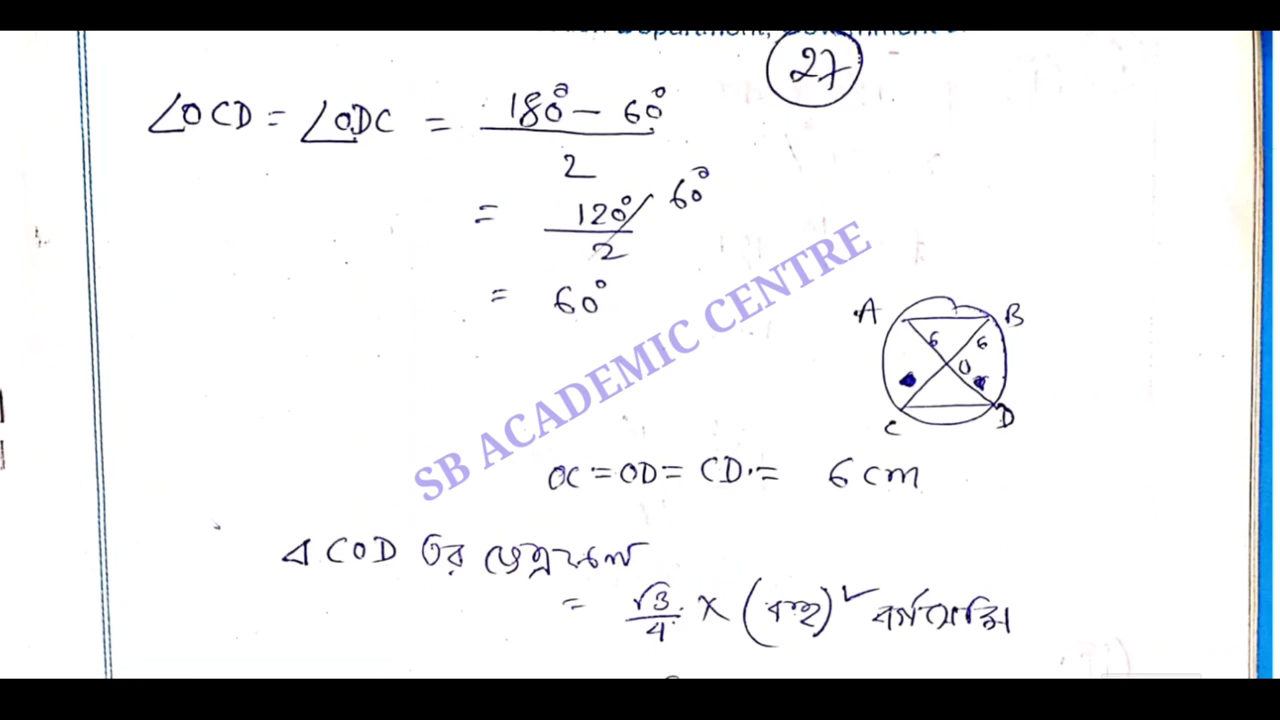 27
∠OCD = ∠ODC = 180° − 60° / 2
= 120° / 2 60°
= 60°
SB ACADEMIC CENTRE
A B
6 6
O
C D
OC = OD = CD = 6 cm
Δ COD এর ক্ষেত্রফল
= √3/4 × (বাহু)² বর্গসেমি